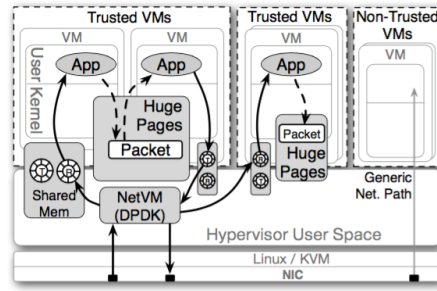 Trusted VMs
Trusted VMs
Non-Trusted
VMs
VM
VM
VM
VM
App
App
App
User
Kernel
Huge
Pages
Packet
Packet
Huge
Pages
T
R
Shared
Mem
T
R
R
NetVM
(DPDK)
Generic
Net. Path
Hypervisor User Space
Linux / KVM
NIC